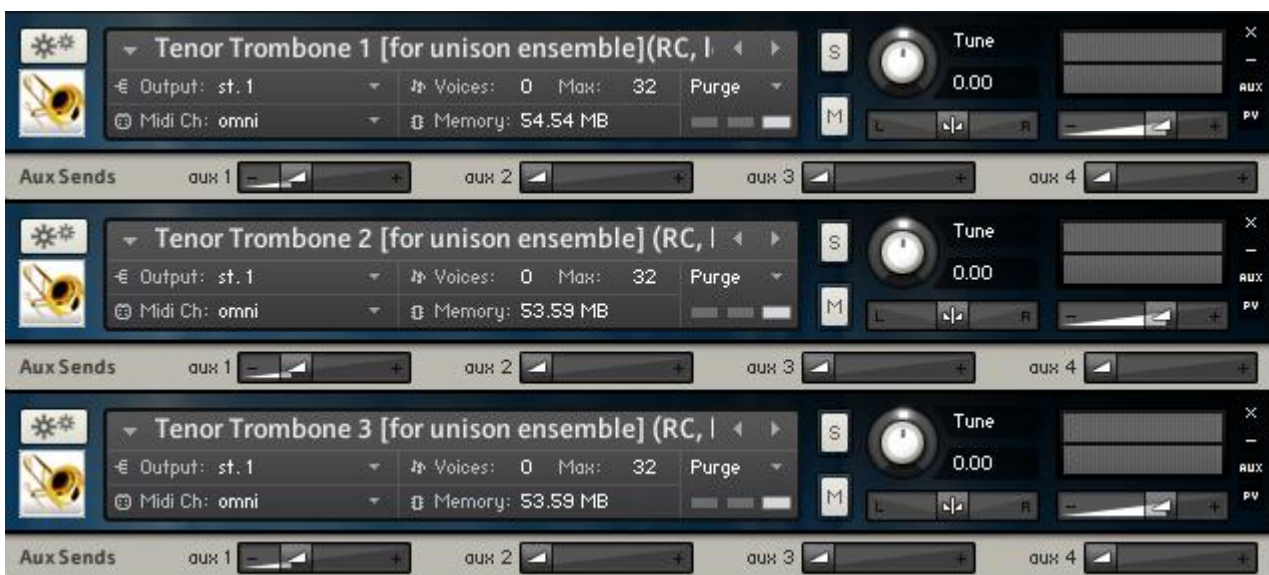 Tenor Trombone 1 [for unison ensemble](RC, l
S
Tune
×
–
Output: st. 1 Voices: 0 Max: 32 Purge
0.00
AUX
Midi Ch: omni Memory: 54.54 MB
M
L R
- +
PV
Aux Sends aux 1 - + aux 2 + aux 3 + aux 4 +
Tenor Trombone 2 [for unison ensemble] (RC, l
S
Tune
×
–
Output: st. 1 Voices: 0 Max: 32 Purge
0.00
AUX
Midi Ch: omni Memory: 53.59 MB
M
L R
- +
PV
Aux Sends aux 1 - + aux 2 + aux 3 + aux 4 +
Tenor Trombone 3 [for unison ensemble] (RC, l
S
Tune
×
–
Output: st. 1 Voices: 0 Max: 32 Purge
0.00
AUX
Midi Ch: omni Memory: 53.59 MB
M
L R
- +
PV
Aux Sends aux 1 - + aux 2 + aux 3 + aux 4 +